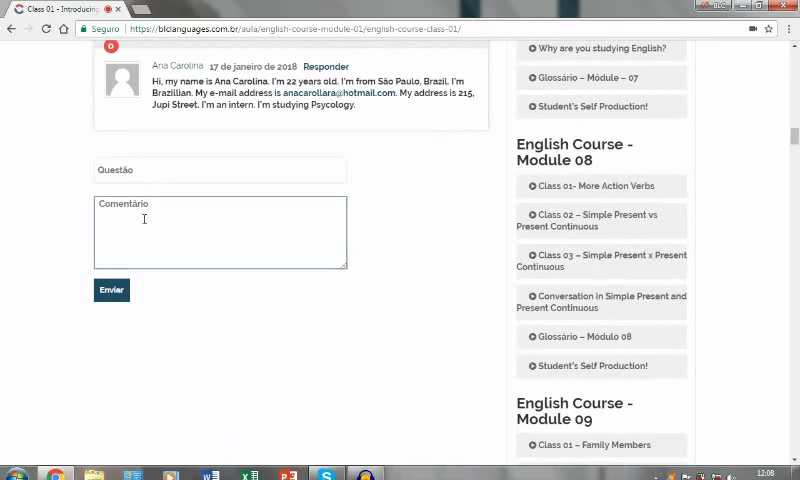 Class 01 - Introducing
BLC
Seguro
https://blclanguages.com.br/aula/english-course-module-01/english-course-class-01/
0
Ana Carolina 17 de janeiro de 2018 Responder
Hi, my name is Ana Carolina. I'm 22 years old. I'm from São Paulo, Brazil. I'm
Brazillian. My e-mail address is anacarollara@hotmail.com. My address is 215,
Jupi Street. I'm an intern. I'm studying Psycology.
Questão
Comentário
Enviar
Why are you studying English?
Glossário – Módule – 07
Student's Self Production!
English Course -
Module 08
Class 01- More Action Verbs
Class 02 – Simple Present vs
Present Continuous
Class 03 – Simple Present x Present
Continuous
Conversation in Simple Present and
Present Continuous
Glossário – Módulo 08
Student's Self Production!
English Course -
Module 09
Class 01 – Family Members
12:08